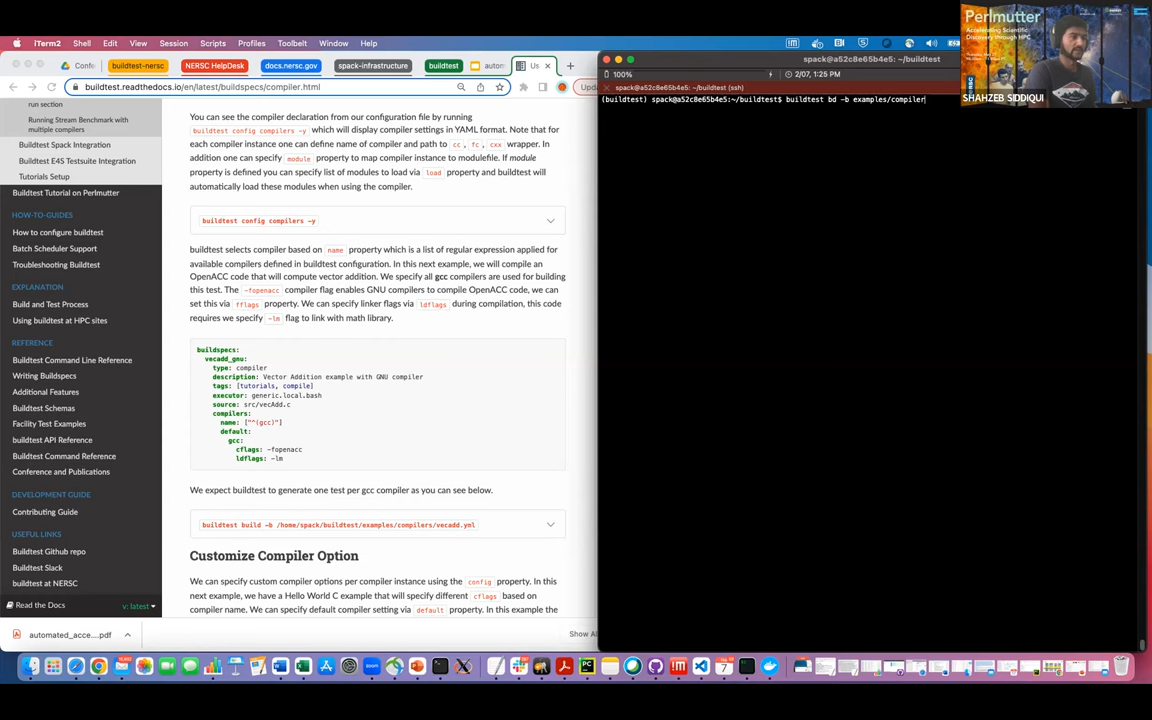 iTerm2 Shell Edit View Session Scripts Profiles Toolbelt Window Help
Confe
buildtest-nersc
NERSC HelpDesk
docs.nersc.gov
spack-infrastructure
buildtest
auton
Us
buildtest.readthedocs.io/en/latest/buildspecs/compiler.html
run section
Running Stream Benchmark with
multiple compilers
Buildtest Spack Integration
Buildtest E4S Testsuite Integration
Tutorials Setup
Buildtest Tutorial on Perlmutter
HOW-TO-GUIDES
How to configure buildtest
Batch Scheduler Support
Troubleshooting Buildtest
EXPLANATION
Build and Test Process
Using buildtest at HPC sites
REFERENCE
Buildtest Command Line Reference
Writing Buildspecs
Additional Features
Buildtest Schemas
Facility Test Examples
buildtest API Reference
Buildtest Command Reference
Conference and Publications
DEVELOPMENT GUIDE
Contributing Guide
USEFUL LINKS
Buildtest Github repo
Buildtest Slack
buildtest at NERSC
Read the Docs v: latest
You can see the compiler declaration from our configuration file by running
buildtest config compilers -y which will display compiler settings in YAML format. Note that for
each compiler instance one can define name of compiler and path to cc, fc, cxx wrapper. In
addition one can specify module property to map compiler instance to modulefile. If module
property is defined you can specify list of modules to load via load property and buildtest will
automatically load these modules when using the compiler.
buildtest config compilers -y
buildtest selects compiler based on name property which is a list of regular expression applied for
available compilers defined in buildtest configuration. In this next example, we will compile an
OpenACC code that will compute vector addition. We specify all gcc compilers are used for building
this test. The -fopenacc compiler flag enables GNU compilers to compile OpenACC code, we can
set this via fflags property. We can specify linker flags via ldflags during compilation, this code
requires we specify -lm flag to link with math library.
buildspecs:
vecadd_gnu:
type: compiler
description: Vector Addition example with GNU compiler
tags: [tutorials, compile]
executor: generic.local.bash
source: src/vecAdd.c
compilers:
name: ["^(gcc)"]
default:
gcc:
cflags: -fopenacc
ldflags: -lm
We expect buildtest to generate one test per gcc compiler as you can see below.
buildtest build -b /home/spack/buildtest/examples/compilers/vecadd.yml
Customize Compiler Option
We can specify custom compiler options per compiler instance using the config property. In this
next example, we have a Hello World C example that will specify different cflags based on
compiler name. We can specify default compiler setting via default property. In this example the
automated_acce....pdf
Show Al
spack@a52c8e65b4e5: ~/buildtest
100%
2/07, 1:25 PM
spack@a52c8e65b4e5:~/buildtest (ssh)
(buildtest) spack@a52c8e65b4e5:~/buildtest$ buildtest bd -b examples/compiler
Perlmutter
Accelerating Scientific
Discovery through HPC
SHAHZEB SIDDIQUI